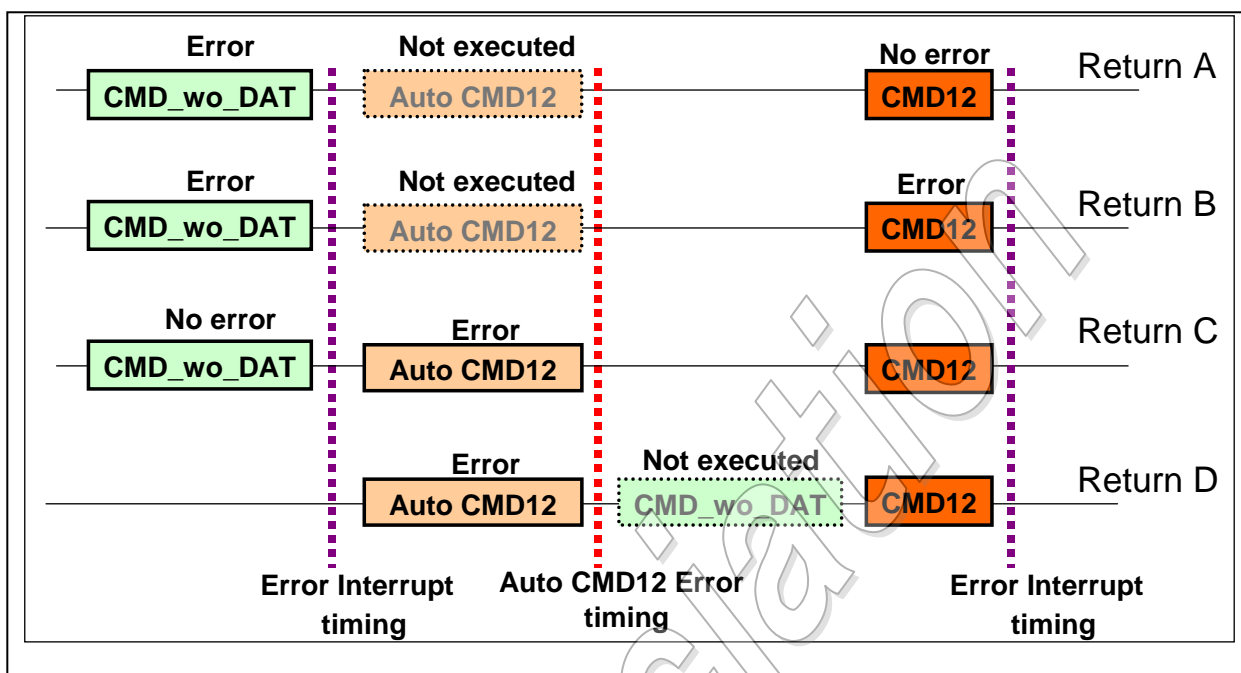 Error Not executed No error Return A
CMD_wo_DAT Auto CMD12 CMD12
Error Not executed Error Return B
CMD_wo_DAT Auto CMD12 CMD12
No error Error Return C
CMD_wo_DAT Auto CMD12 CMD12
Error Not executed Return D
Auto CMD12 CMD_wo_DAT CMD12
Error Interrupt Auto CMD12 Error Error Interrupt
timing timing timing